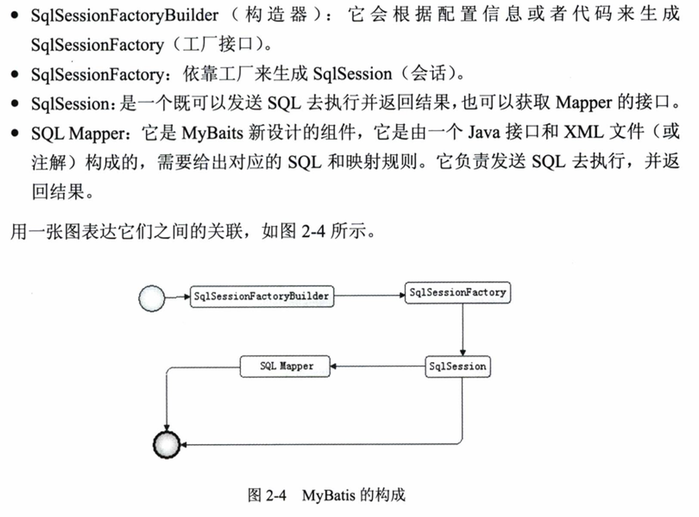 • SqlSessionFactoryBuilder（构造器）：它会根据配置信息或者代码来生成
SqlSessionFactory（工厂接口）。
• SqlSessionFactory：依靠工厂来生成 SqlSession（会话）。
• SqlSession：是一个既可以发送 SQL 去执行并返回结果，也可以获取 Mapper 的接口。
• SQL Mapper：它是 MyBaits 新设计的组件，它是由一个 Java 接口和 XML 文件（或
注解）构成的，需要给出对应的 SQL 和映射规则。它负责发送 SQL 去执行，并返
回结果。
用一张图表达它们之间的关联，如图 2-4 所示。
SqlSessionFactoryBuilder
SqlSessionFactory
SQL Mapper
SqlSession
图 2-4 MyBatis 的构成